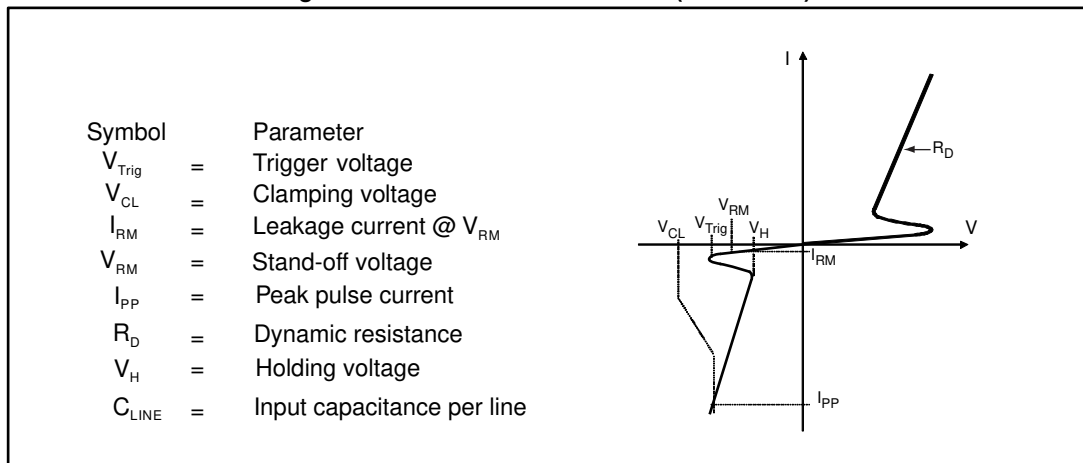 Symbol Parameter
V_Trig = Trigger voltage
V_CL = Clamping voltage
I_RM = Leakage current @ V_RM
V_RM = Stand-off voltage
I_PP = Peak pulse current
R_D = Dynamic resistance
V_H = Holding voltage
C_LINE = Input capacitance per line
I
R_D
V
V_CL
V_Trig
V_RM
V_H
I_RM
I_PP